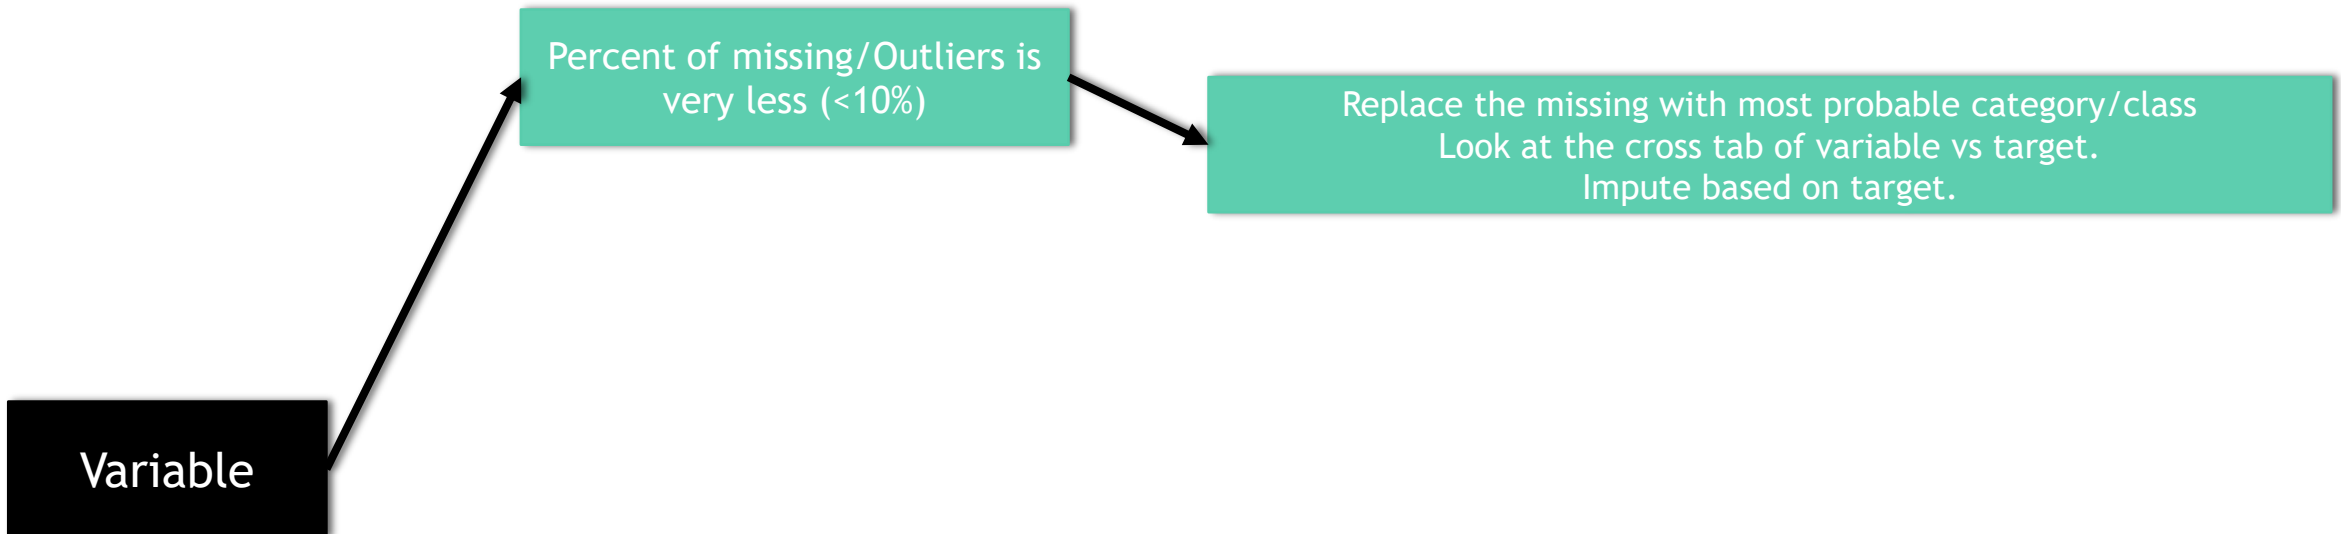 Percent of missing/Outliers is
very less (<10%)
Replace the missing with most probable category/class
Look at the cross tab of variable vs target.
Impute based on target.
Variable